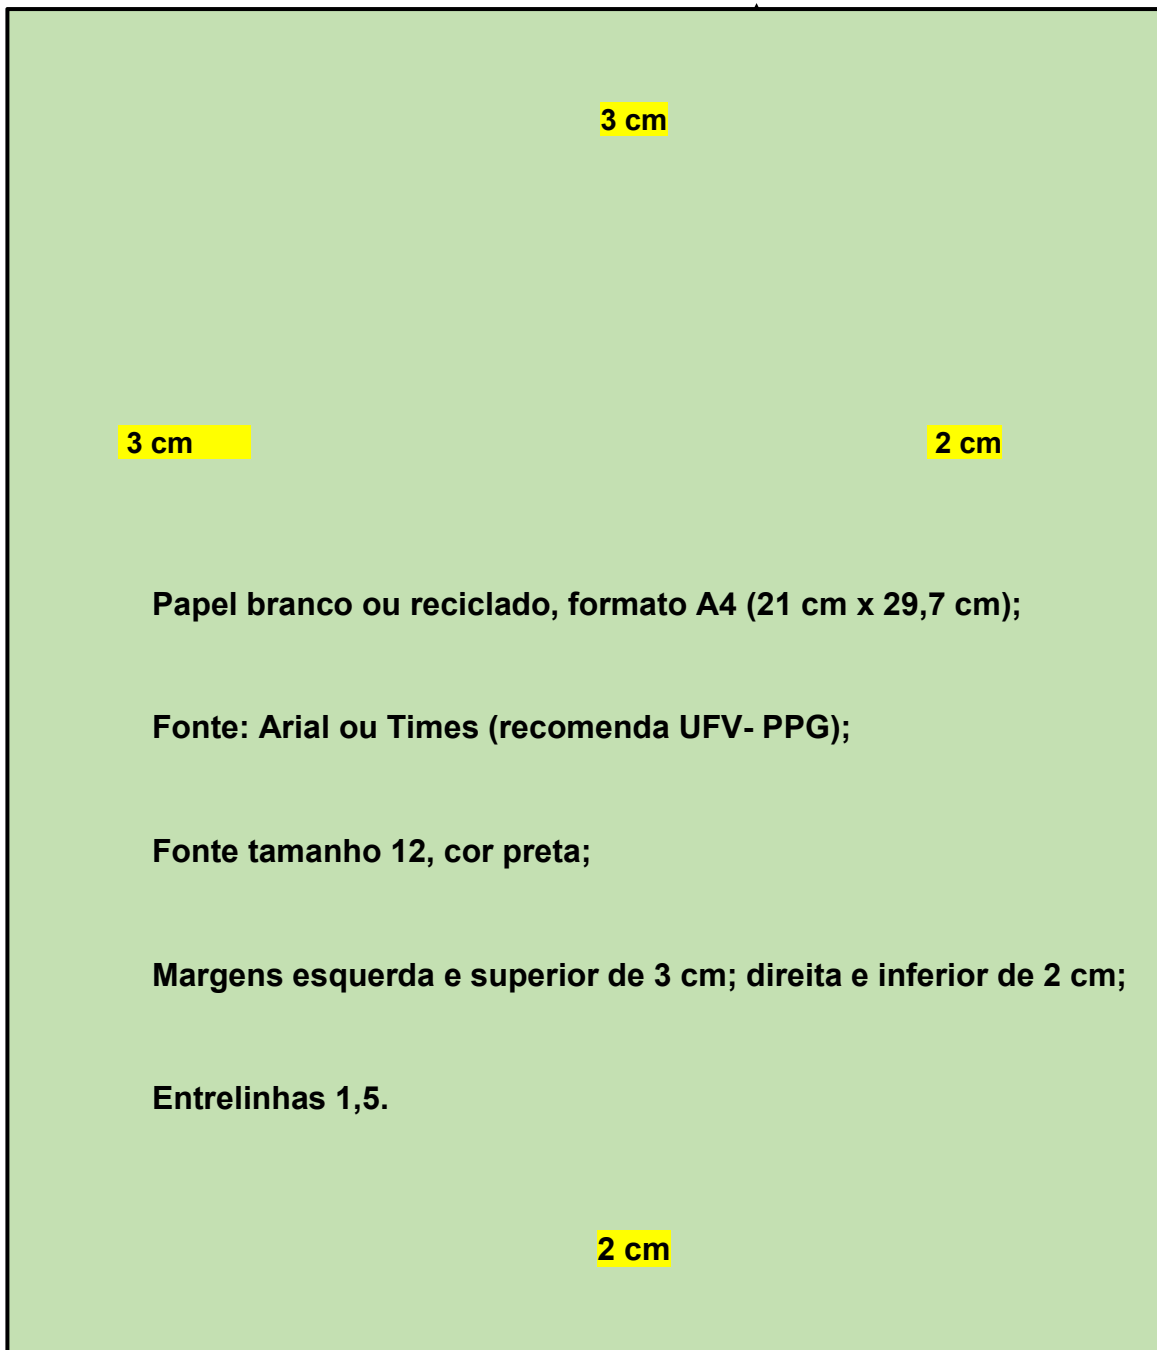 3 cm
3 cm 2 cm
Papel branco ou reciclado, formato A4 (21 cm x 29,7 cm);
Fonte: Arial ou Times (recomenda UFV- PPG);
Fonte tamanho 12, cor preta;
Margens esquerda e superior de 3 cm; direita e inferior de 2 cm;
Entrelinhas 1,5.
2 cm